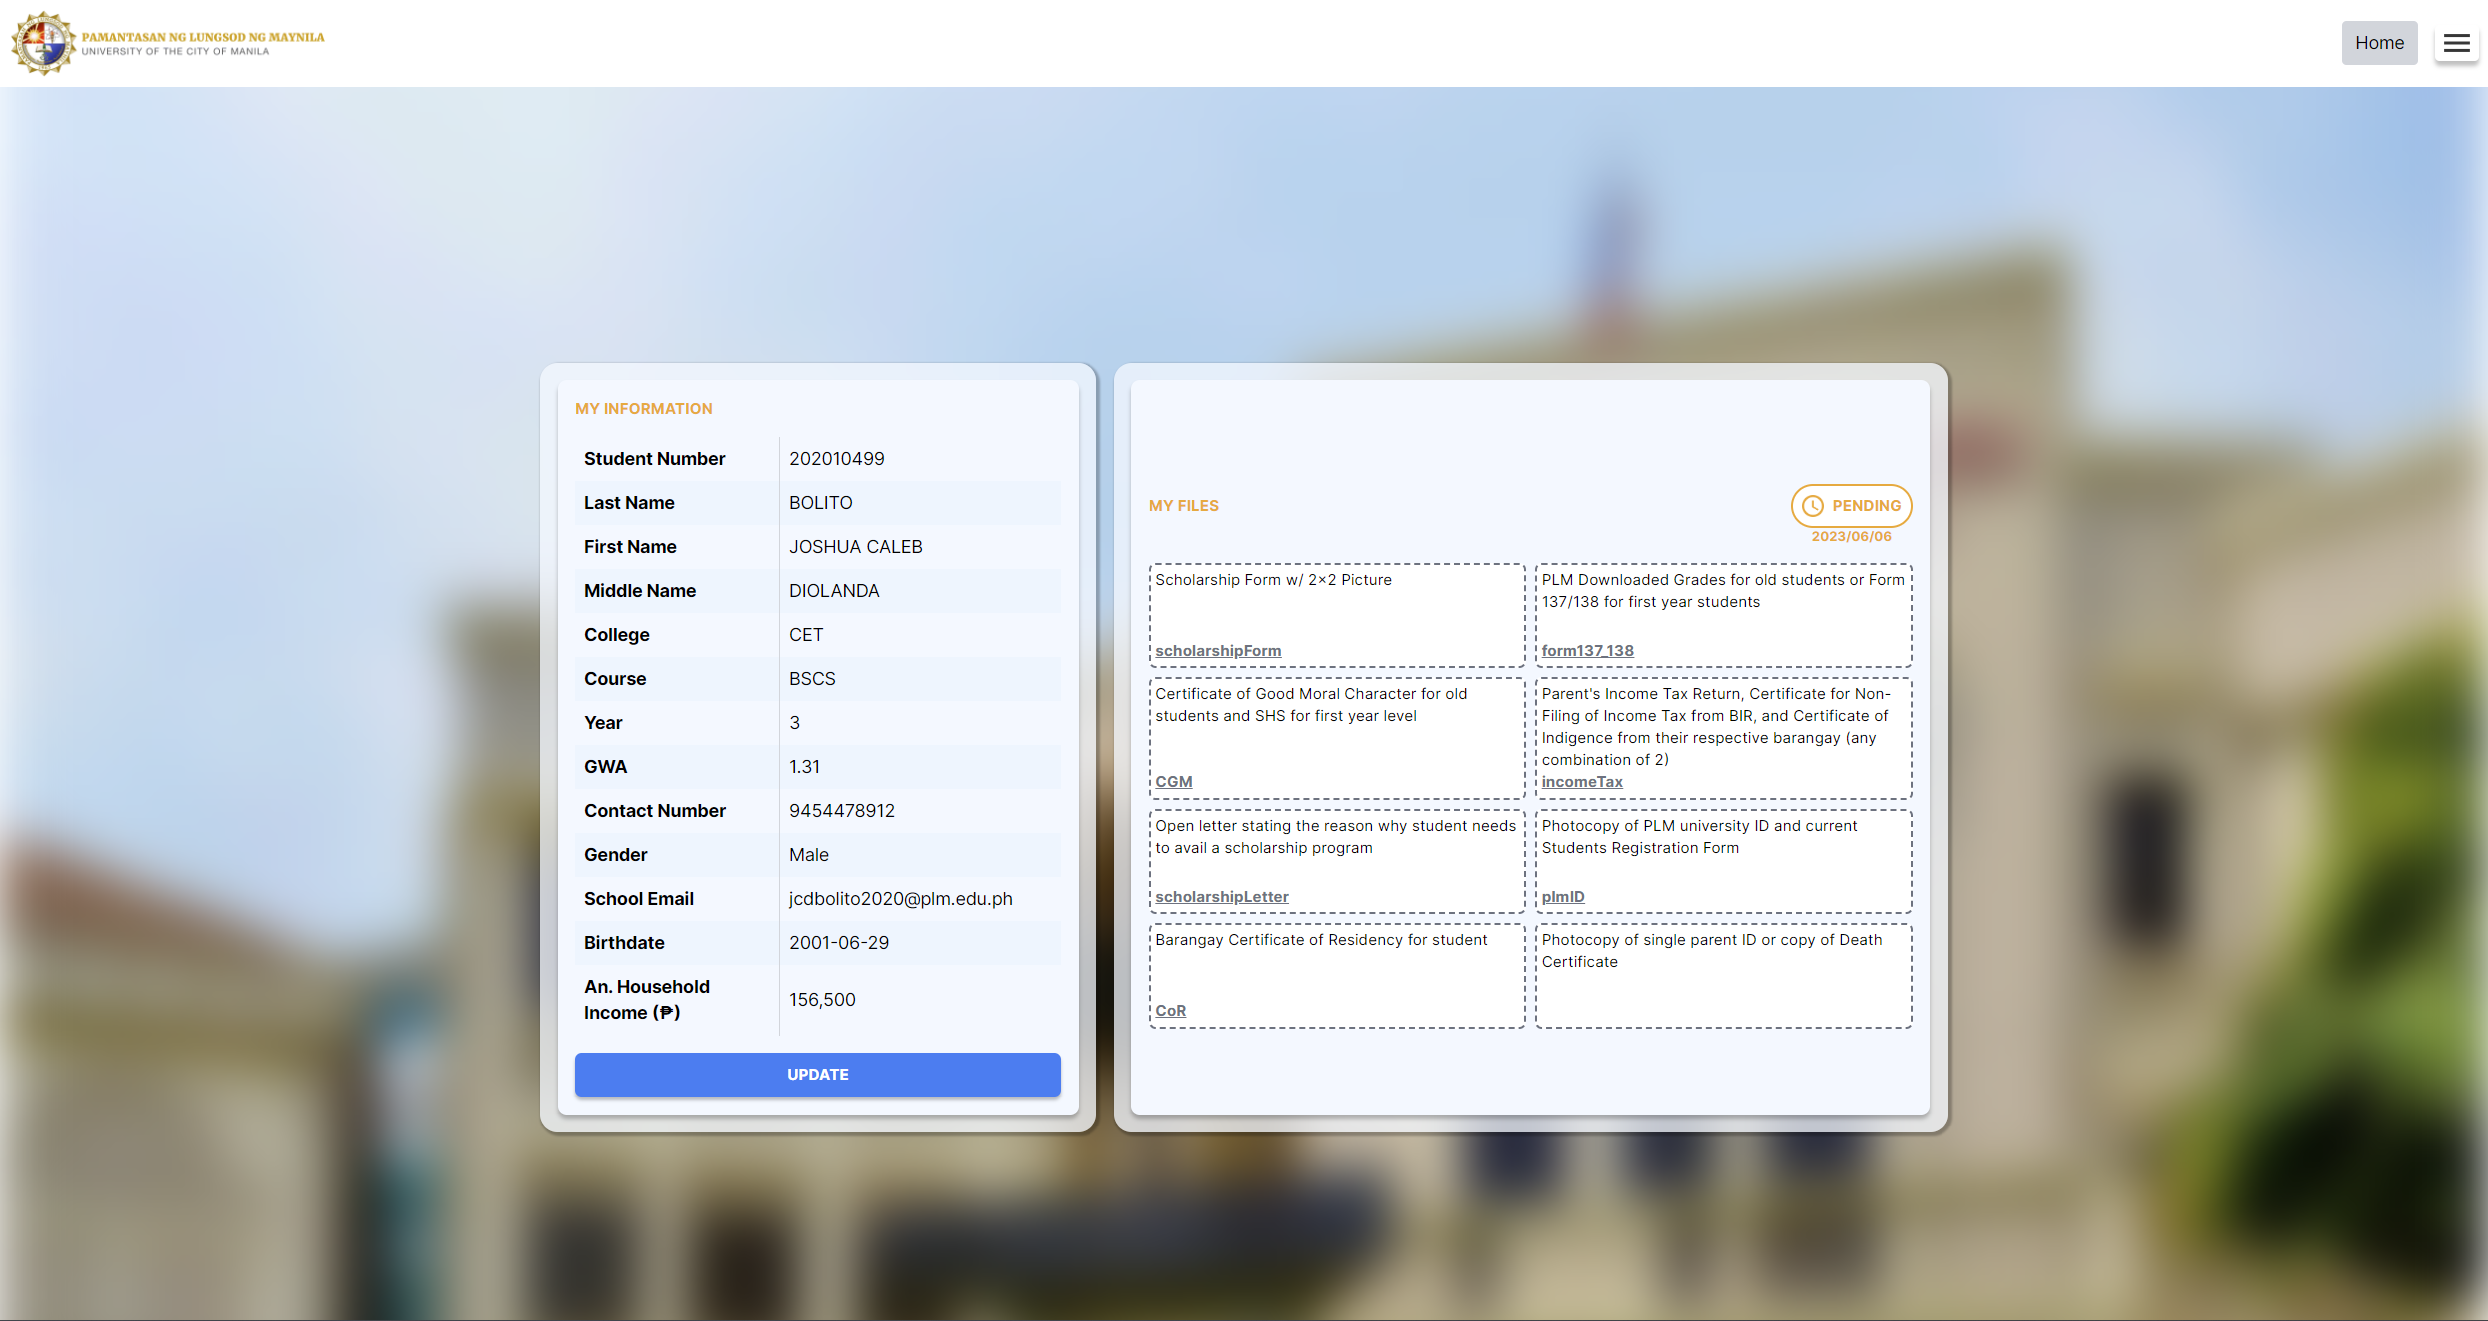 PAMANTASAN NG LUNGSOD NG MAYNILA
UNIVERSITY OF THE CITY OF MANILA
Home
MY INFORMATION
Student Number 202010499
Last Name BOLITO
First Name JOSHUA CALEB
Middle Name DIOLANDA
College CET
Course BSCS
Year 3
GWA 1.31
Contact Number 9454478912
Gender Male
School Email jcdbolito2020@plm.edu.ph
Birthdate 2001-06-29
An. Household
Income (₱) 156,500
UPDATE
MY FILES
PENDING
2023/06/06
Scholarship Form w/ 2x2 Picture
scholarshipForm
PLM Downloaded Grades for old students or Form
137/138 for first year students
form137_138
Certificate of Good Moral Character for old
students and SHS for first year level
CGM
Parent's Income Tax Return, Certificate for Non-
Filing of Income Tax from BIR, and Certificate of
Indigence from their respective barangay (any
combination of 2)
incomeTax
Open letter stating the reason why student needs
to avail a scholarship program
scholarshipLetter
Photocopy of PLM university ID and current
Students Registration Form
plmID
Barangay Certificate of Residency for student
CoR
Photocopy of single parent ID or copy of Death
Certificate